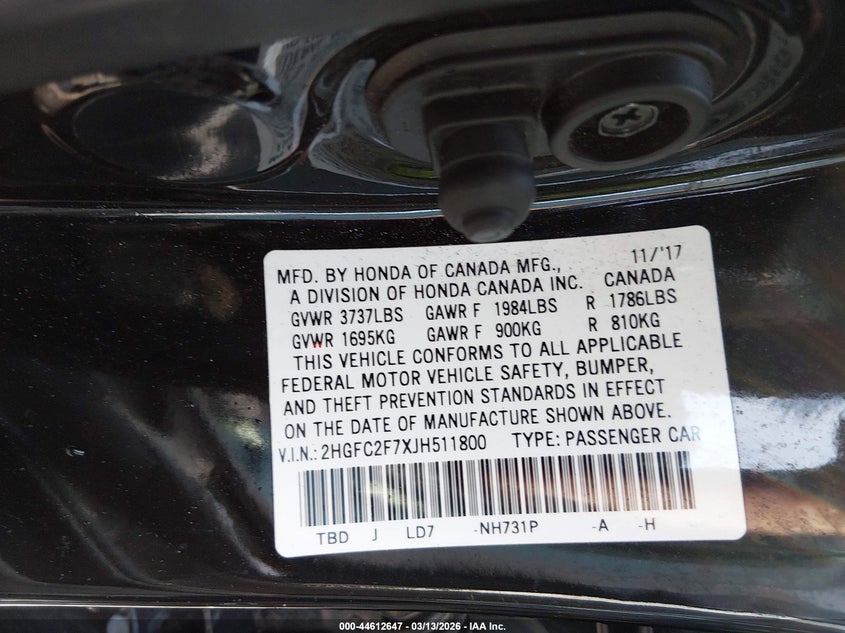 MFD. BY HONDA OF CANADA MFG., 11/'17
A DIVISION OF HONDA CANADA INC. CANADA
GVWR 3737LBS GAWR F 1984LBS R 1786LBS
GVWR 1695KG GAWR F 900KG R 810KG
THIS VEHICLE CONFORMS TO ALL APPLICABLE
FEDERAL MOTOR VEHICLE SAFETY, BUMPER,
AND THEFT PREVENTION STANDARDS IN EFFECT
ON THE DATE OF MANUFACTURE SHOWN ABOVE.
V.I.N.: 2HGFC2F7XJH511800 TYPE: PASSENGER CAR
TBD J LD7 -NH731P -A -H
000-44612647 - 03/13/2026 - IAA Inc.